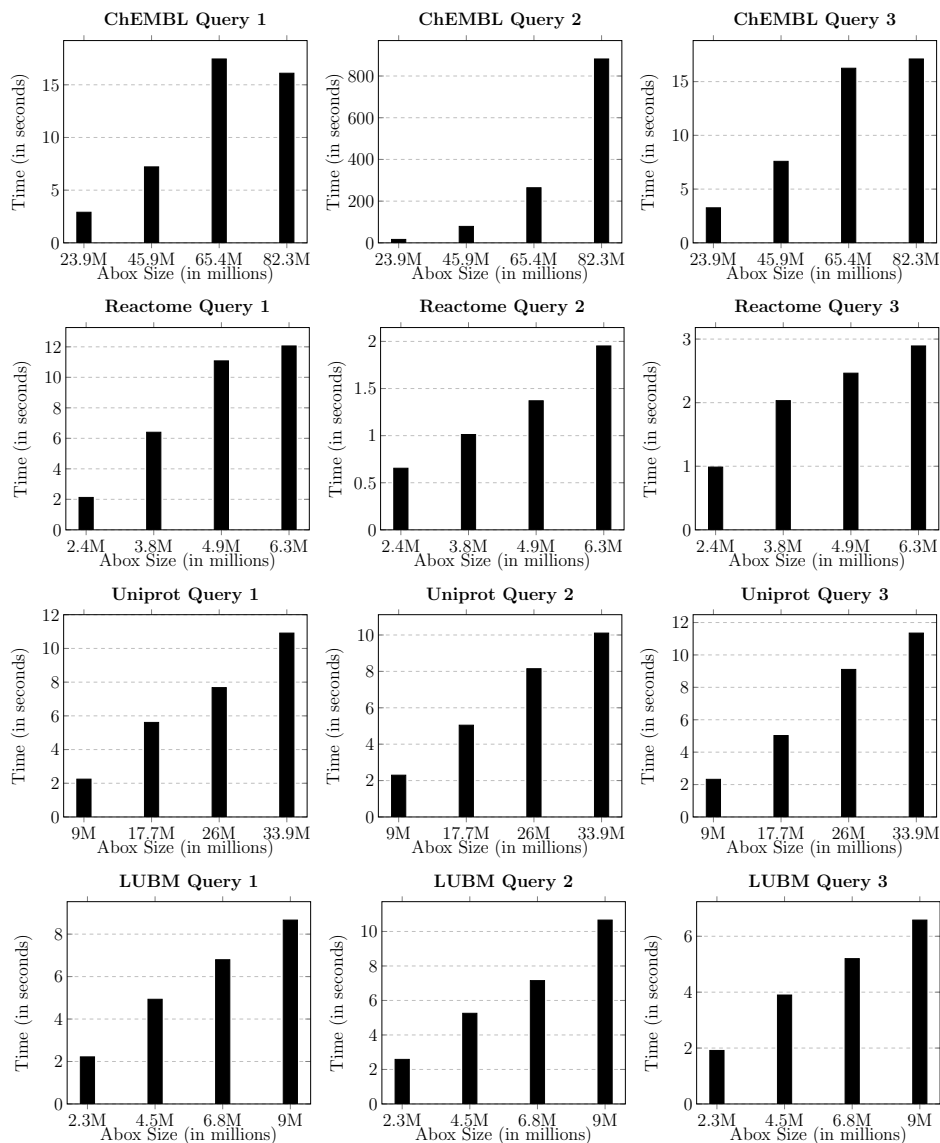 ChEMBL Query 1
Time (in seconds)
15
10
5
0
23.9M 45.9M 65.4M 82.3M
Abox Size (in millions)
ChEMBL Query 2
Time (in seconds)
800
600
400
200
0
23.9M 45.9M 65.4M 82.3M
Abox Size (in millions)
ChEMBL Query 3
Time (in seconds)
15
10
5
0
23.9M 45.9M 65.4M 82.3M
Abox Size (in millions)
Reactome Query 1
Time (in seconds)
12
10
8
6
4
2
0
2.4M 3.8M 4.9M 6.3M
Abox Size (in millions)
Reactome Query 2
Time (in seconds)
2
1.5
1
0.5
0
2.4M 3.8M 4.9M 6.3M
Abox Size (in millions)
Reactome Query 3
Time (in seconds)
3
2
1
0
2.4M 3.8M 4.9M 6.3M
Abox Size (in millions)
Uniprot Query 1
Time (in seconds)
12
10
8
6
4
2
0
9M 17.7M 26M 33.9M
Abox Size (in millions)
Uniprot Query 2
Time (in seconds)
10
8
6
4
2
0
9M 17.7M 26M 33.9M
Abox Size (in millions)
Uniprot Query 3
Time (in seconds)
12
10
8
6
4
2
0
9M 17.7M 26M 33.9M
Abox Size (in millions)
LUBM Query 1
Time (in seconds)
8
6
4
2
0
2.3M 4.5M 6.8M 9M
Abox Size (in millions)
LUBM Query 2
Time (in seconds)
10
8
6
4
2
0
2.3M 4.5M 6.8M 9M
Abox Size (in millions)
LUBM Query 3
Time (in seconds)
6
4
2
0
2.3M 4.5M 6.8M 9M
Abox Size (in millions)